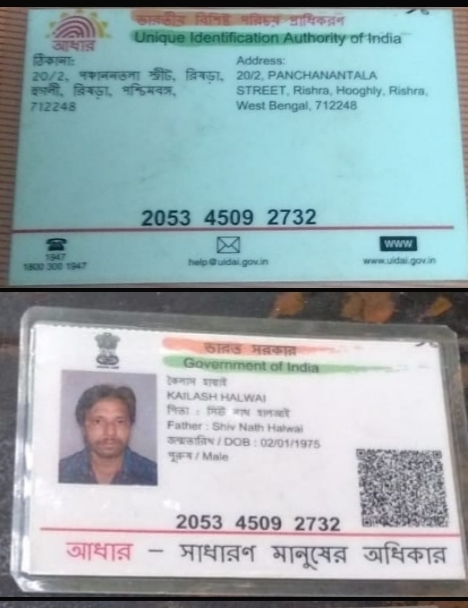 ভারতীয় বিশিষ্ট পরিচয় প্রাধিকরণ
Unique Identification Authority of India
আধার
ঠিকানা:
20/2, পঞ্চাননতলা স্ট্রীট, রিষড়া,
হুগলী, রিষড়া, পশ্চিমবঙ্গ,
712248
Address:
20/2, PANCHANANTALA
STREET, Rishra, Hooghly, Rishra,
West Bengal, 712248
2053 4509 2732
1947
1800 300 1947
help@uidai.gov.in
WWW
www.uidai.gov.in
ভারত সরকার
Government of India
কৈলাস
KAILASH HALWAI
পিতা : নাথ
Father : Shiv Nath Halwai
জন্মতারিখ / DOB : 02/01/1975
পুরুষ / Male
2053 4509 2732
আধার – সাধারণ মানুষের অধিকার